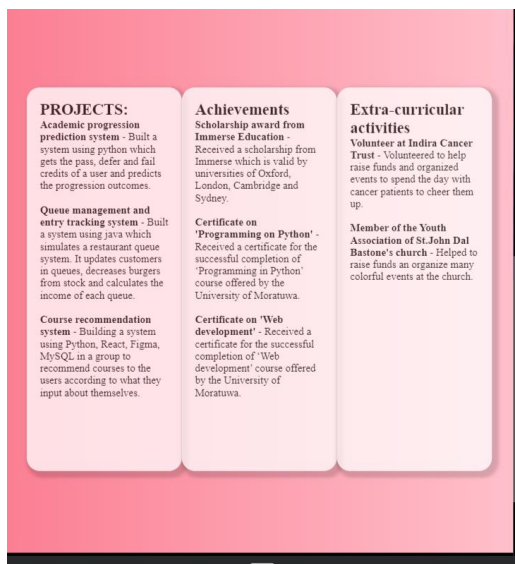 PROJECTS:
Academic progression
prediction system - Built a
system using python which
gets the pass, defer and fail
credits of a user and predicts
the progression outcomes.
Queue management and
entry tracking system - Built
a system using java which
simulates a restaurant queue
system. It updates customers
in queues, decreases burgers
from stock and calculates the
income of each queue.
Course recommendation
system - Building a system
using Python, React, Figma,
MySQL in a group to
recommend courses to the
users according to what they
input about themselves.
Achievements
Scholarship award from
Immerse Education -
Received a scholarship from
Immerse which is valid by
universities of Oxford,
London, Cambridge and
Sydney.
Certificate on
'Programming on Python' -
Received a certificate for the
successful completion of
‘Programming in Python’
course offered by the
University of Moratuwa.
Certificate on 'Web
development' - Received a
certificate for the successful
completion of ‘Web
development’ course offered
by the University of
Moratuwa.
Extra-curricular
activities
Volunteer at Indira Cancer
Trust - Volunteered to help
raise funds and organized
events to spend the day with
cancer patients to cheer them
up.
Member of the Youth
Association of St.John Dal
Bastone's church - Helped to
raise funds an organize many
colorful events at the church.